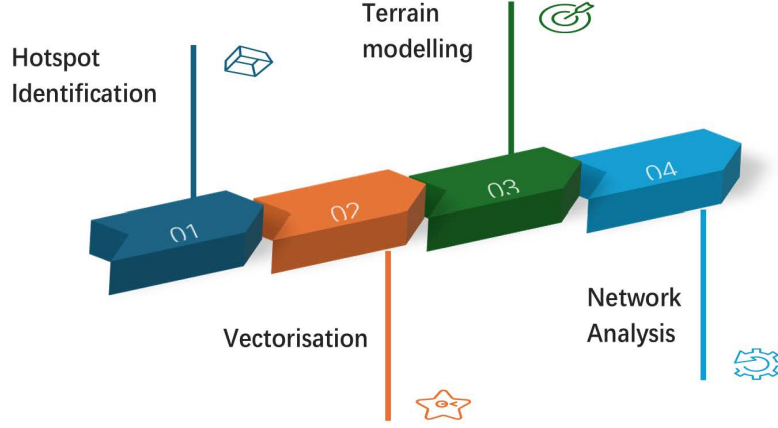 Hotspot
Identification
01
Vectorisation
02
Terrain
modelling
03
Network
Analysis
04